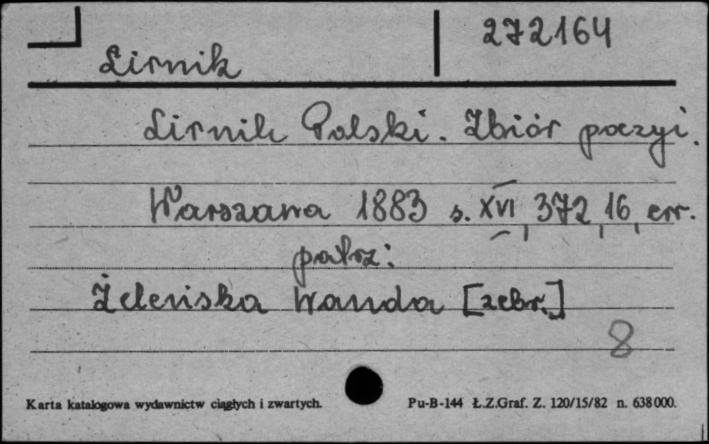 272164
Lirnik
Lirnik Polski. Zbiór poezyi.
Warszawa 1883 s. XVI, 372, 16, err.
patrz:
Żeleńska Wanda [zebr.]
8
Karta katalogowa wydawnictw ciągłych i zwartych. Pu-B-144 Ł.Z.Graf. Z. 120/15/82 n. 638000.